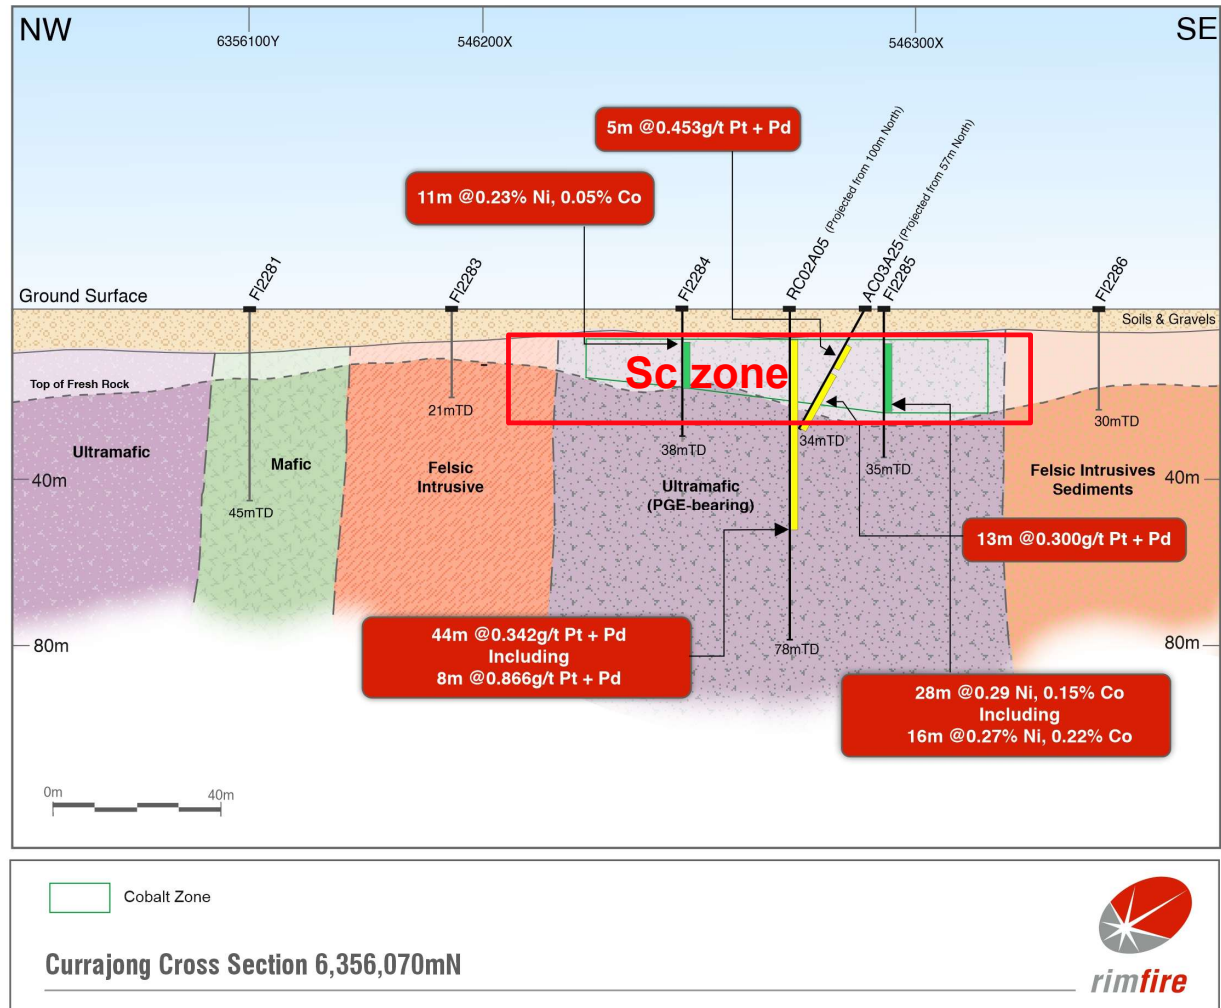 NW
SE
6356100Y
546200X
546300X
5m @0.453g/t Pt + Pd
11m @0.23% Ni, 0.05% Co
FI2281
FI2283
FI2284
RC02A05 (Projected from 100m North)
AC03A25 (Projected from 57m North)
FI2285
FI2286
Ground Surface
Soils & Gravels
Sc zone
Top of Fresh Rock
21mTD
30mTD
34mTD
38mTD
35mTD
Ultramafic
Mafic
Felsic
Intrusive
Ultramafic
(PGE-bearing)
Felsic Intrusives
Sediments
40m
40m
45mTD
13m @0.300g/t Pt + Pd
44m @0.342g/t Pt + Pd
Including
8m @0.866g/t Pt + Pd
80m
80m
78mTD
28m @0.29 Ni, 0.15% Co
Including
16m @0.27% Ni, 0.22% Co
0m
40m
Cobalt Zone
Currajong Cross Section 6,356,070mN
rimfire